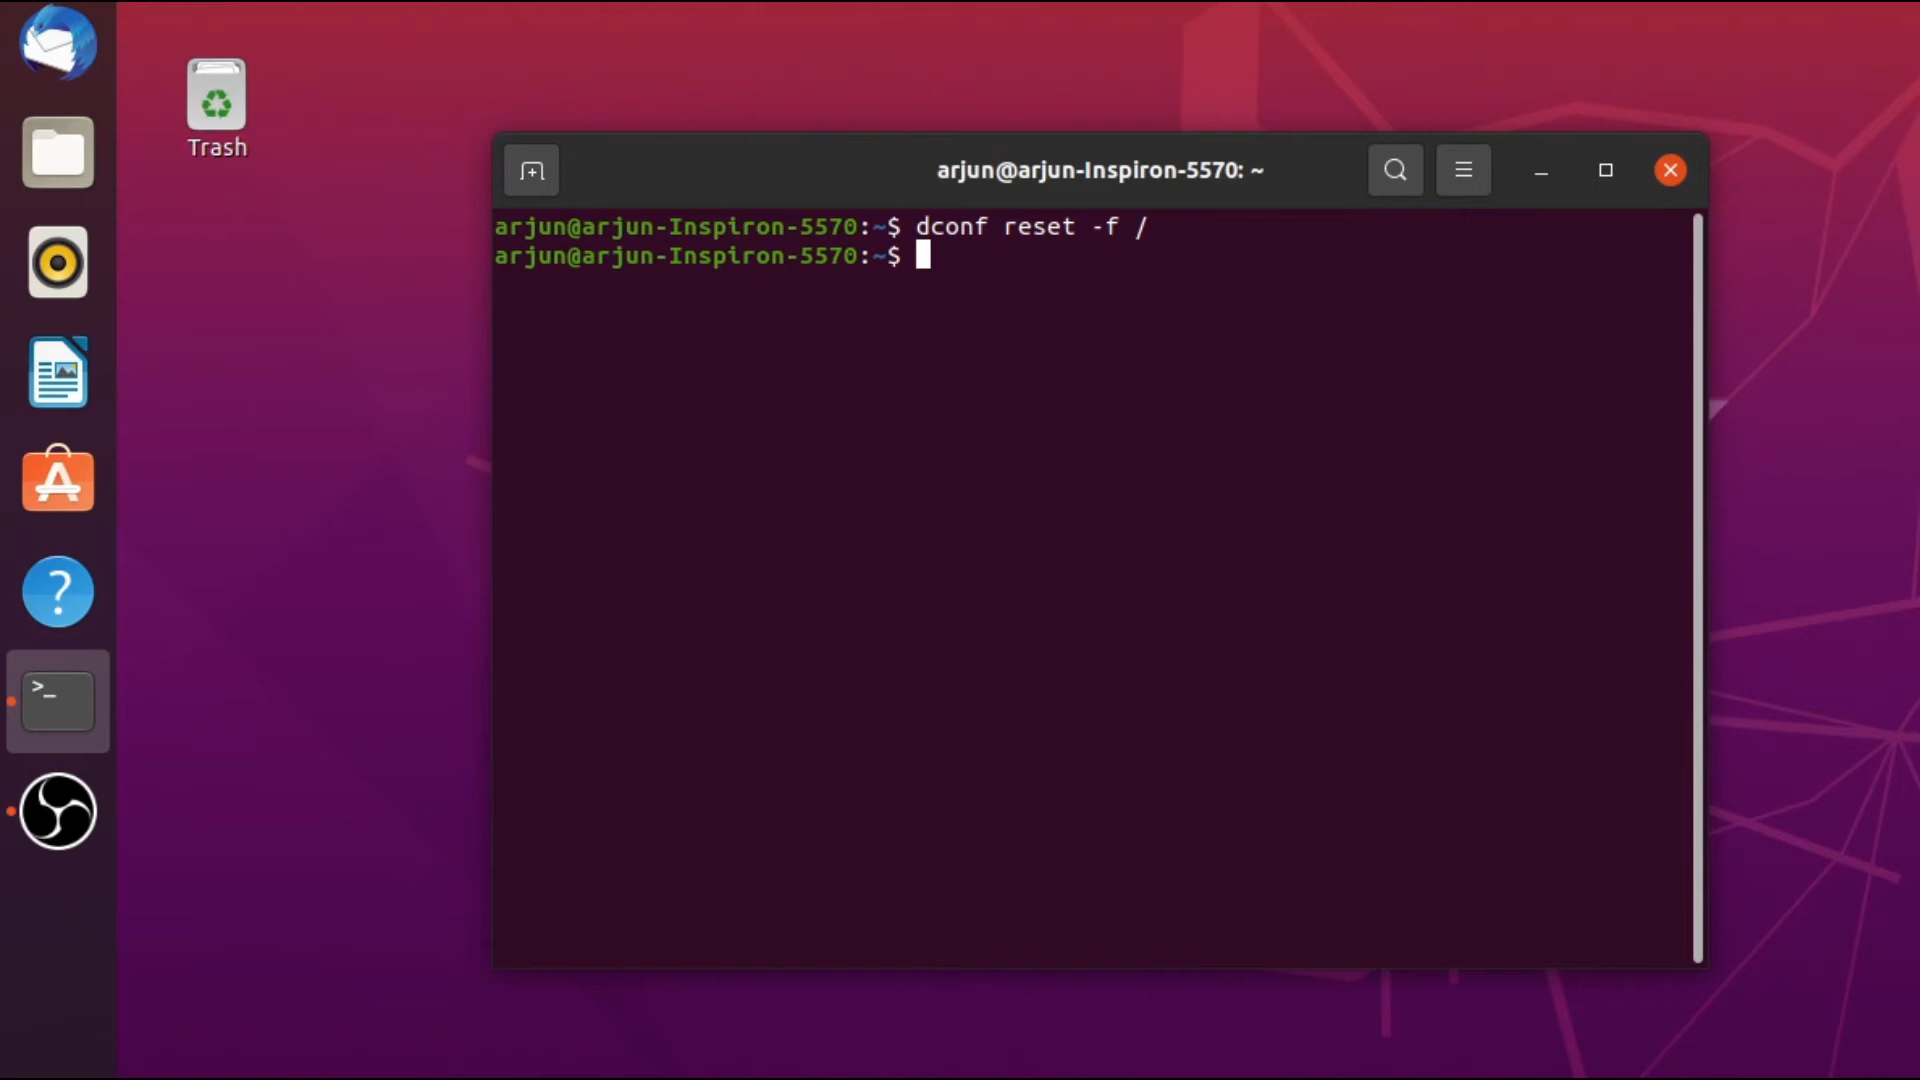 Trash
arjun@arjun-Inspiron-5570: ~
arjun@arjun-Inspiron-5570:~$ dconf reset -f /
arjun@arjun-Inspiron-5570:~$